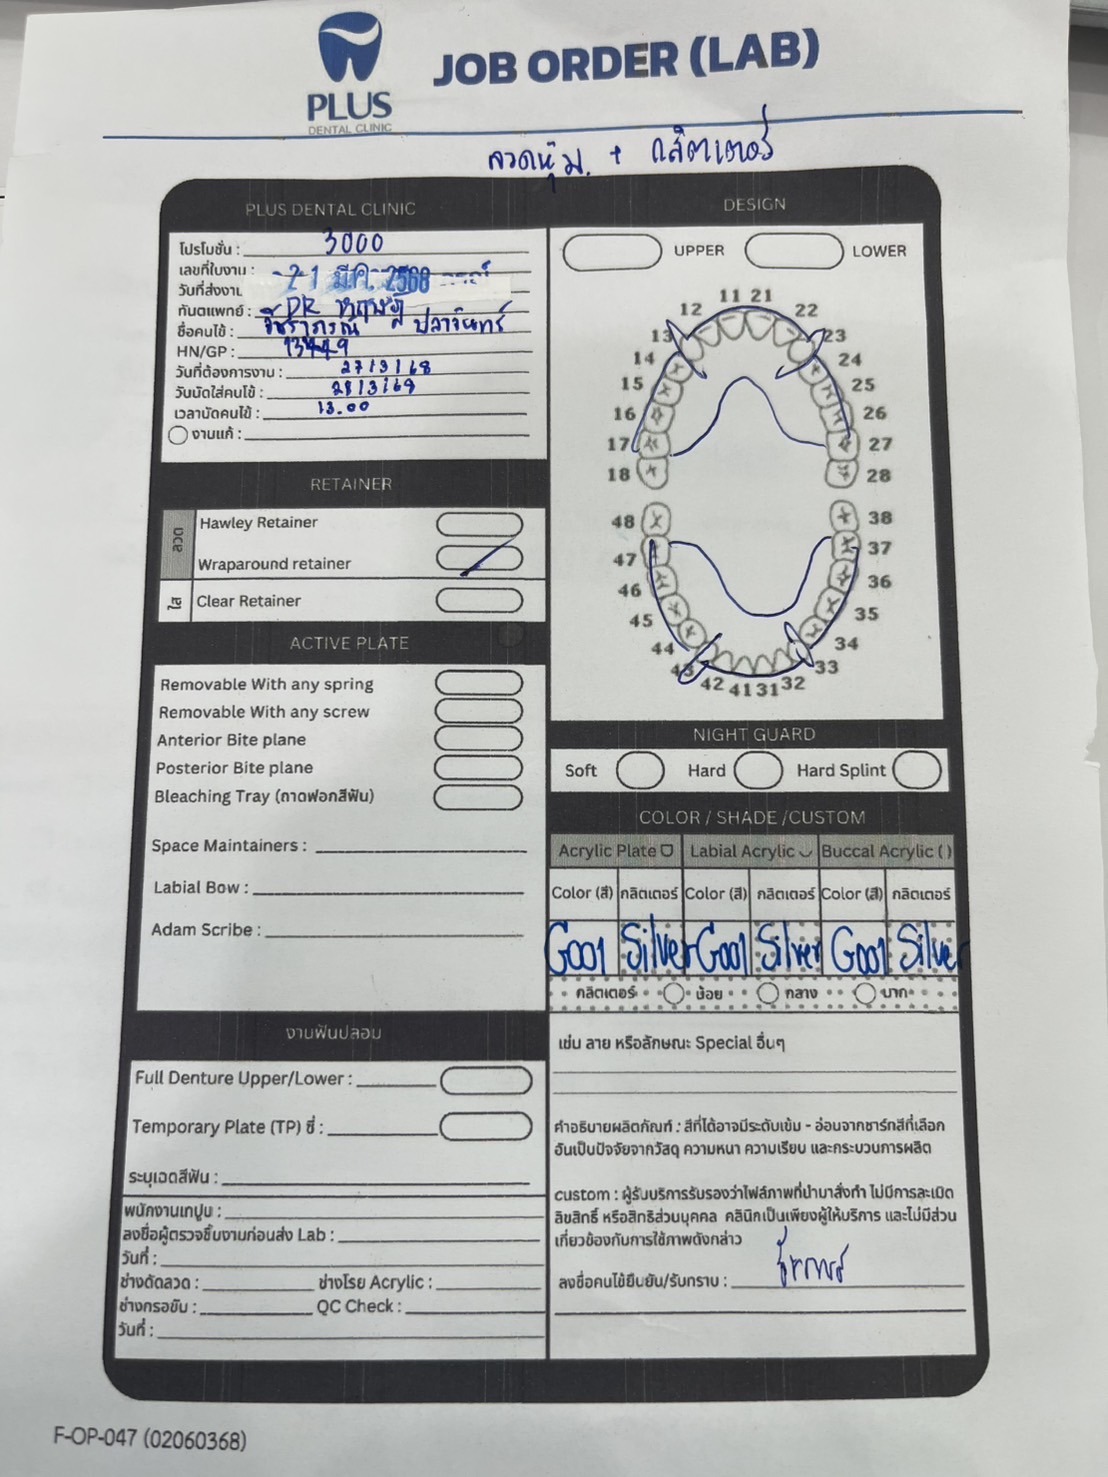 PLUS
DENTAL CLINIC
JOB ORDER (LAB)
ลวดหุ้ม. + กลิตเตอร์
PLUS DENTAL CLINIC
โปรโมชั่น : 3000
เลขที่ใบงาน :
วันที่ส่งงาน 21 มี.ค. 2568
ทันตแพทย์ : DR
ชื่อคนไข้ : ปลาจันทร์
HN/GP : 13449
วันที่ต้องการงาน : 27/3/68
วันนัดใส่คนไข้ : 28/3/68
เวลานัดคนไข้ : 13.00
งานแก้ :
RETAINER
ลวด
Hawley Retainer
Wraparound retainer
ใส
Clear Retainer
ACTIVE PLATE
Removable With any spring
Removable With any screw
Anterior Bite plane
Posterior Bite plane
Bleaching Tray (ถาดฟอกสีฟัน)
Space Maintainers :
Labial Bow :
Adam Scribe :
งานฟันปลอม
Full Denture Upper/Lower :
Temporary Plate (TP) ซี่ :
ระบุเฉดสีฟัน :
พนักงานเทปูน :
ลงชื่อผู้ตรวจชิ้นงานก่อนส่ง Lab :
วันที่ :
ช่างดัดลวด : ช่างโรย Acrylic :
ช่างกรอขัด : QC Check :
วันที่ :
DESIGN
UPPER LOWER
11 21
12 22
13 23
14 24
15 25
16 26
17 27
18 28
48 38
47 37
46 36
45 35
44 34
43 33
42 41 31 32
NIGHT GUARD
Soft Hard Hard Splint
COLOR / SHADE /CUSTOM
Acrylic Plate Labial Acrylic Buccal Acrylic ( )
Color (สี) กลิตเตอร์ Color (สี) กลิตเตอร์ Color (สี) กลิตเตอร์
G001 Silver G001 Silver G001 Silver
กลิตเตอร์ น้อย กลาง มาก
เช่น ลาย หรือลักษณะ Special อื่นๆ
คำอธิบายผลิตภัณฑ์ : สีที่ได้อาจมีระดับเข้ม - อ่อนจากชาร์กสีที่เลือก
อันเป็นปัจจัยจากวัสดุ ความหนา ความเรียบ และกระบวนการผลิต
custom : ผู้รับบริการรับรองว่าไฟล์ภาพที่นำมาสั่งทำ ไม่มีการละเมิด
ลิขสิทธิ์ หรือสิทธิส่วนบุคคล คลินิกเป็นเพียงผู้ให้บริการ และไม่มีส่วน
เกี่ยวข้องกับการใช้ภาพดังกล่าว
ลงชื่อคนไข้ยืนยัน/รับทราบ :
F-OP-047 (02060368)